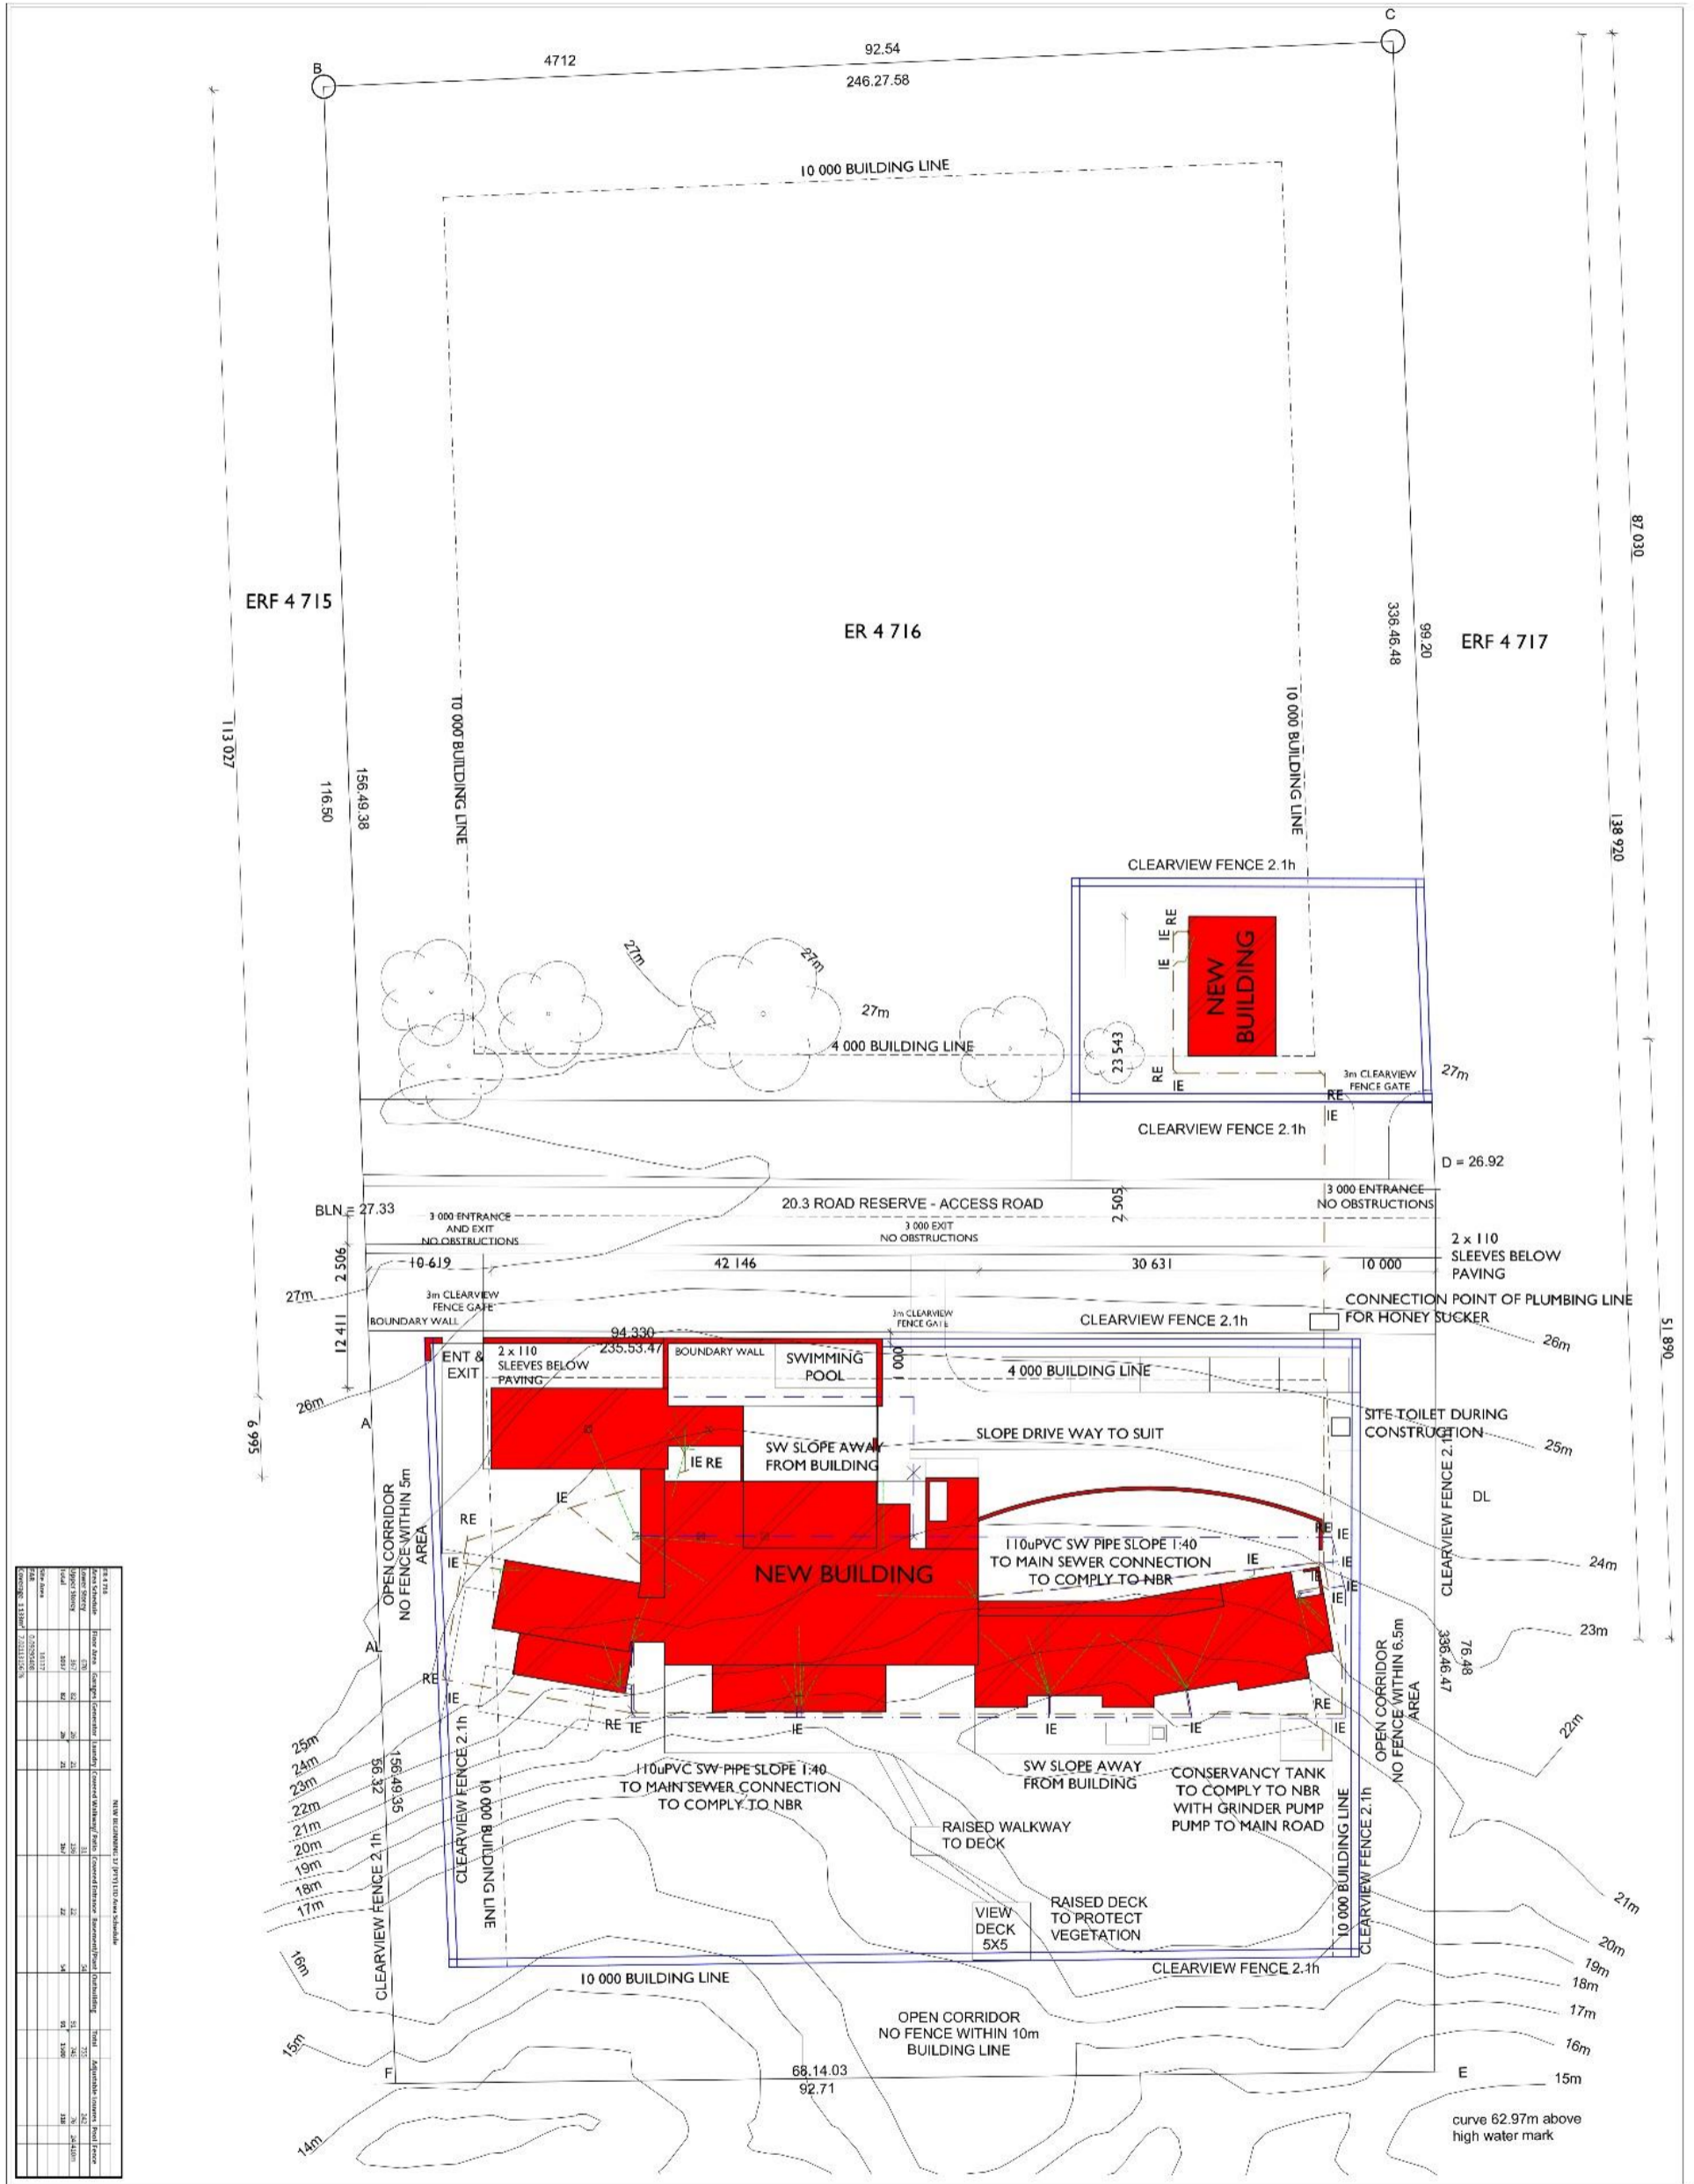 C
92.54
4712
B
246.27.58
10 000 BUILDING LINE
87 030
ERF 4 715
ER 4 716
336.46.48
99.20
ERF 4 717
10 000 BUILDING LINE
10 000 BUILDING LINE
113 027
156.49.38
116.50
138 920
CLEARVIEW FENCE 2.1h
RE
IE
IE
NEW
BUILDING
27m
27m
27m
4 000 BUILDING LINE
23 543
RE
IE
3m CLEARVIEW
FENCE GATE
27m
RE
IE
CLEARVIEW FENCE 2.1h
D = 26.92
BLN = 27.33
3 000 ENTRANCE
AND EXIT
NO OBSTRUCTIONS
20.3 ROAD RESERVE - ACCESS ROAD
3 000 EXIT
NO OBSTRUCTIONS
2 505
3 000 ENTRANCE
NO OBSTRUCTIONS
2 x 110
SLEEVES BELOW
PAVING
2 506
10 619
42 146
30 631
10 000
27m
3m CLEARVIEW
FENCE GATE
3m CLEARVIEW
FENCE GATE
CLEARVIEW FENCE 2.1h
CONNECTION POINT OF PLUMBING LINE
FOR HONEY SUCKER
BOUNDARY WALL
12 411
94.330
235.53.47
26m
51 890
ENT &
EXIT
2 x 110
SLEEVES BELOW
PAVING
BOUNDARY WALL
SWIMMING
POOL
1 000
4 000 BUILDING LINE
26m
A
9 995
SW SLOPE AWAY
FROM BUILDING
SLOPE DRIVE WAY TO SUIT
SITE TOILET DURING
CONSTRUCTION
25m
IE RE
OPEN CORRIDOR
NO FENCE WITHIN 5m
AREA
IE
RE
IE
CLEARVIEW FENCE 2.1h
DL
NEW BUILDING
110uPVC SW PIPE SLOPE 1:40
TO MAIN SEWER CONNECTION
TO COMPLY TO NBR
RE
IE
IE
IE
IE
IE
IE
24m
23m
AL
RE
IE
RE
IE
IE
IE
IE
RE
IE
OPEN CORRIDOR
NO FENCE WITHIN 6.5m
AREA
76.48
336.46.47
22m
25m
24m
23m
22m
21m
20m
19m
18m
17m
16m
15m
14m
56.32
156.49.35
CLEARVIEW FENCE 2.1h
CLEARVIEW FENCE 2.1h
10 000 BUILDING LINE
110uPVC SW PIPE SLOPE 1:40
TO MAIN SEWER CONNECTION
TO COMPLY TO NBR
SW SLOPE AWAY
FROM BUILDING
CONSERVANCY TANK
TO COMPLY TO NBR
WITH GRINDER PUMP
PUMP TO MAIN ROAD
RAISED WALKWAY
TO DECK
VIEW
DECK
5X5
RAISED DECK
TO PROTECT
VEGETATION
10 000 BUILDING LINE
CLEARVIEW FENCE 2.1h
CLEARVIEW FENCE 2.1h
10 000 BUILDING LINE
OPEN CORRIDOR
NO FENCE WITHIN 10m
BUILDING LINE
21m
20m
19m
18m
17m
16m
15m
F
68.14.03
92.71
E
curve 62.97m above
high water mark